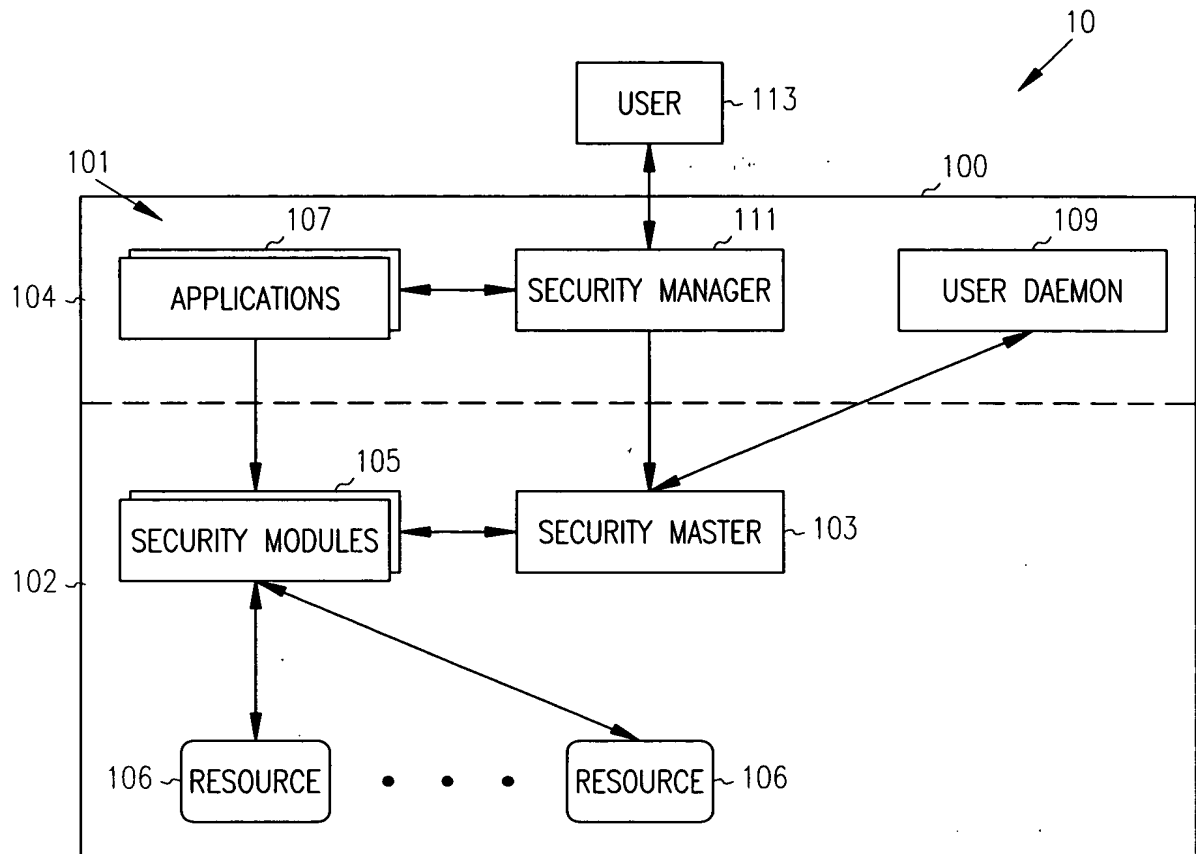 10
USER
113
101
100
107
111
109
104
APPLICATIONS
SECURITY MANAGER
USER DAEMON
105
SECURITY MODULES
SECURITY MASTER
103
102
106
RESOURCE
RESOURCE
106